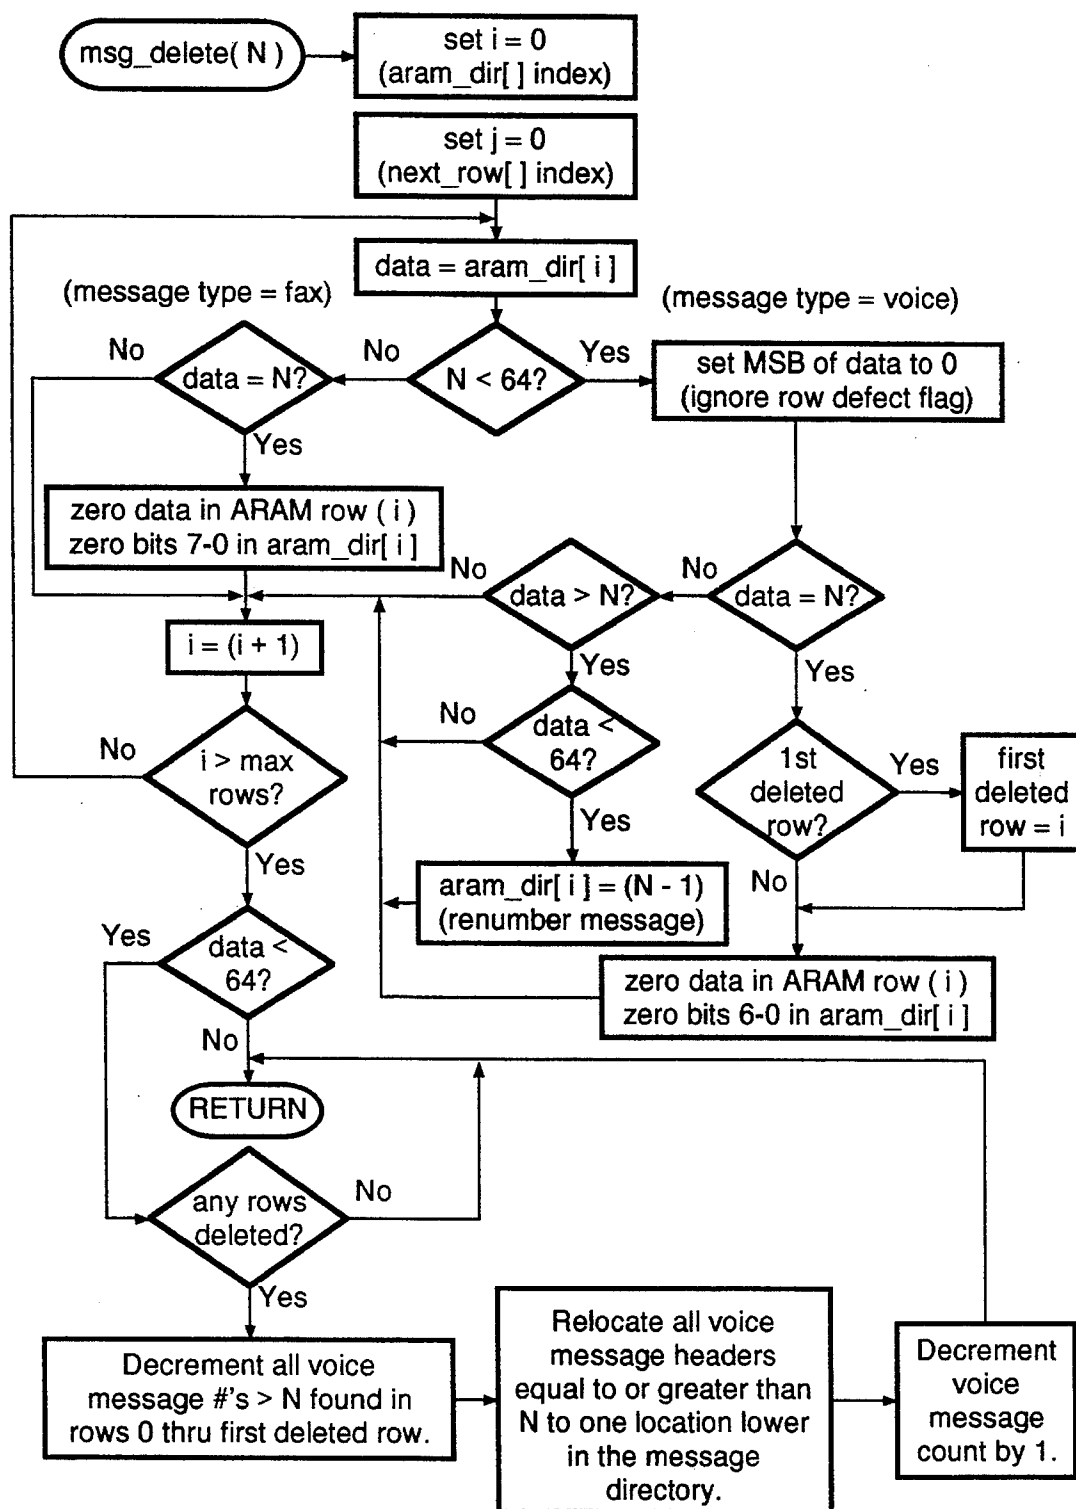 msg_delete( N )
set i = 0
(aram_dir[ ] index)
set j = 0
(next_row[ ] index)
data = aram_dir[ i ]
(message type = fax)
(message type = voice)
No
data = N?
No
N < 64?
Yes
set MSB of data to 0
(ignore row defect flag)
Yes
zero data in ARAM row ( i )
zero bits 7-0 in aram_dir[ i ]
No
data > N?
No
data = N?
i = (i + 1)
Yes
Yes
No
data <
64?
No
i > max
rows?
1st
deleted
row?
Yes
first
deleted
row = i
Yes
Yes
No
aram_dir[ i ] = (N - 1)
(renumber message)
Yes
data <
64?
zero data in ARAM row ( i )
zero bits 6-0 in aram_dir[ i ]
No
RETURN
any rows
deleted?
No
Yes
Decrement all voice
message #'s > N found in
rows 0 thru first deleted row.
Relocate all voice
message headers
equal to or greater than
N to one location lower
in the message
directory.
Decrement
voice
message
count by 1.